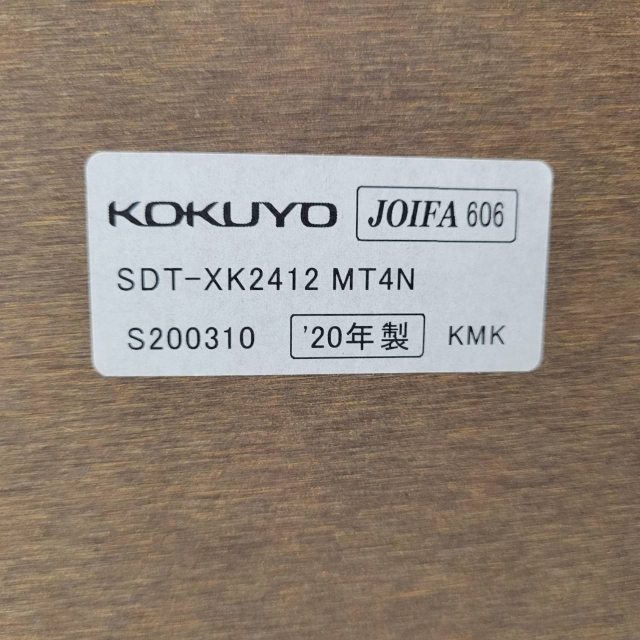 KOKUYO JOIFA 606
SDT-XK2412 MT4N
S200310 '20年製 KMK